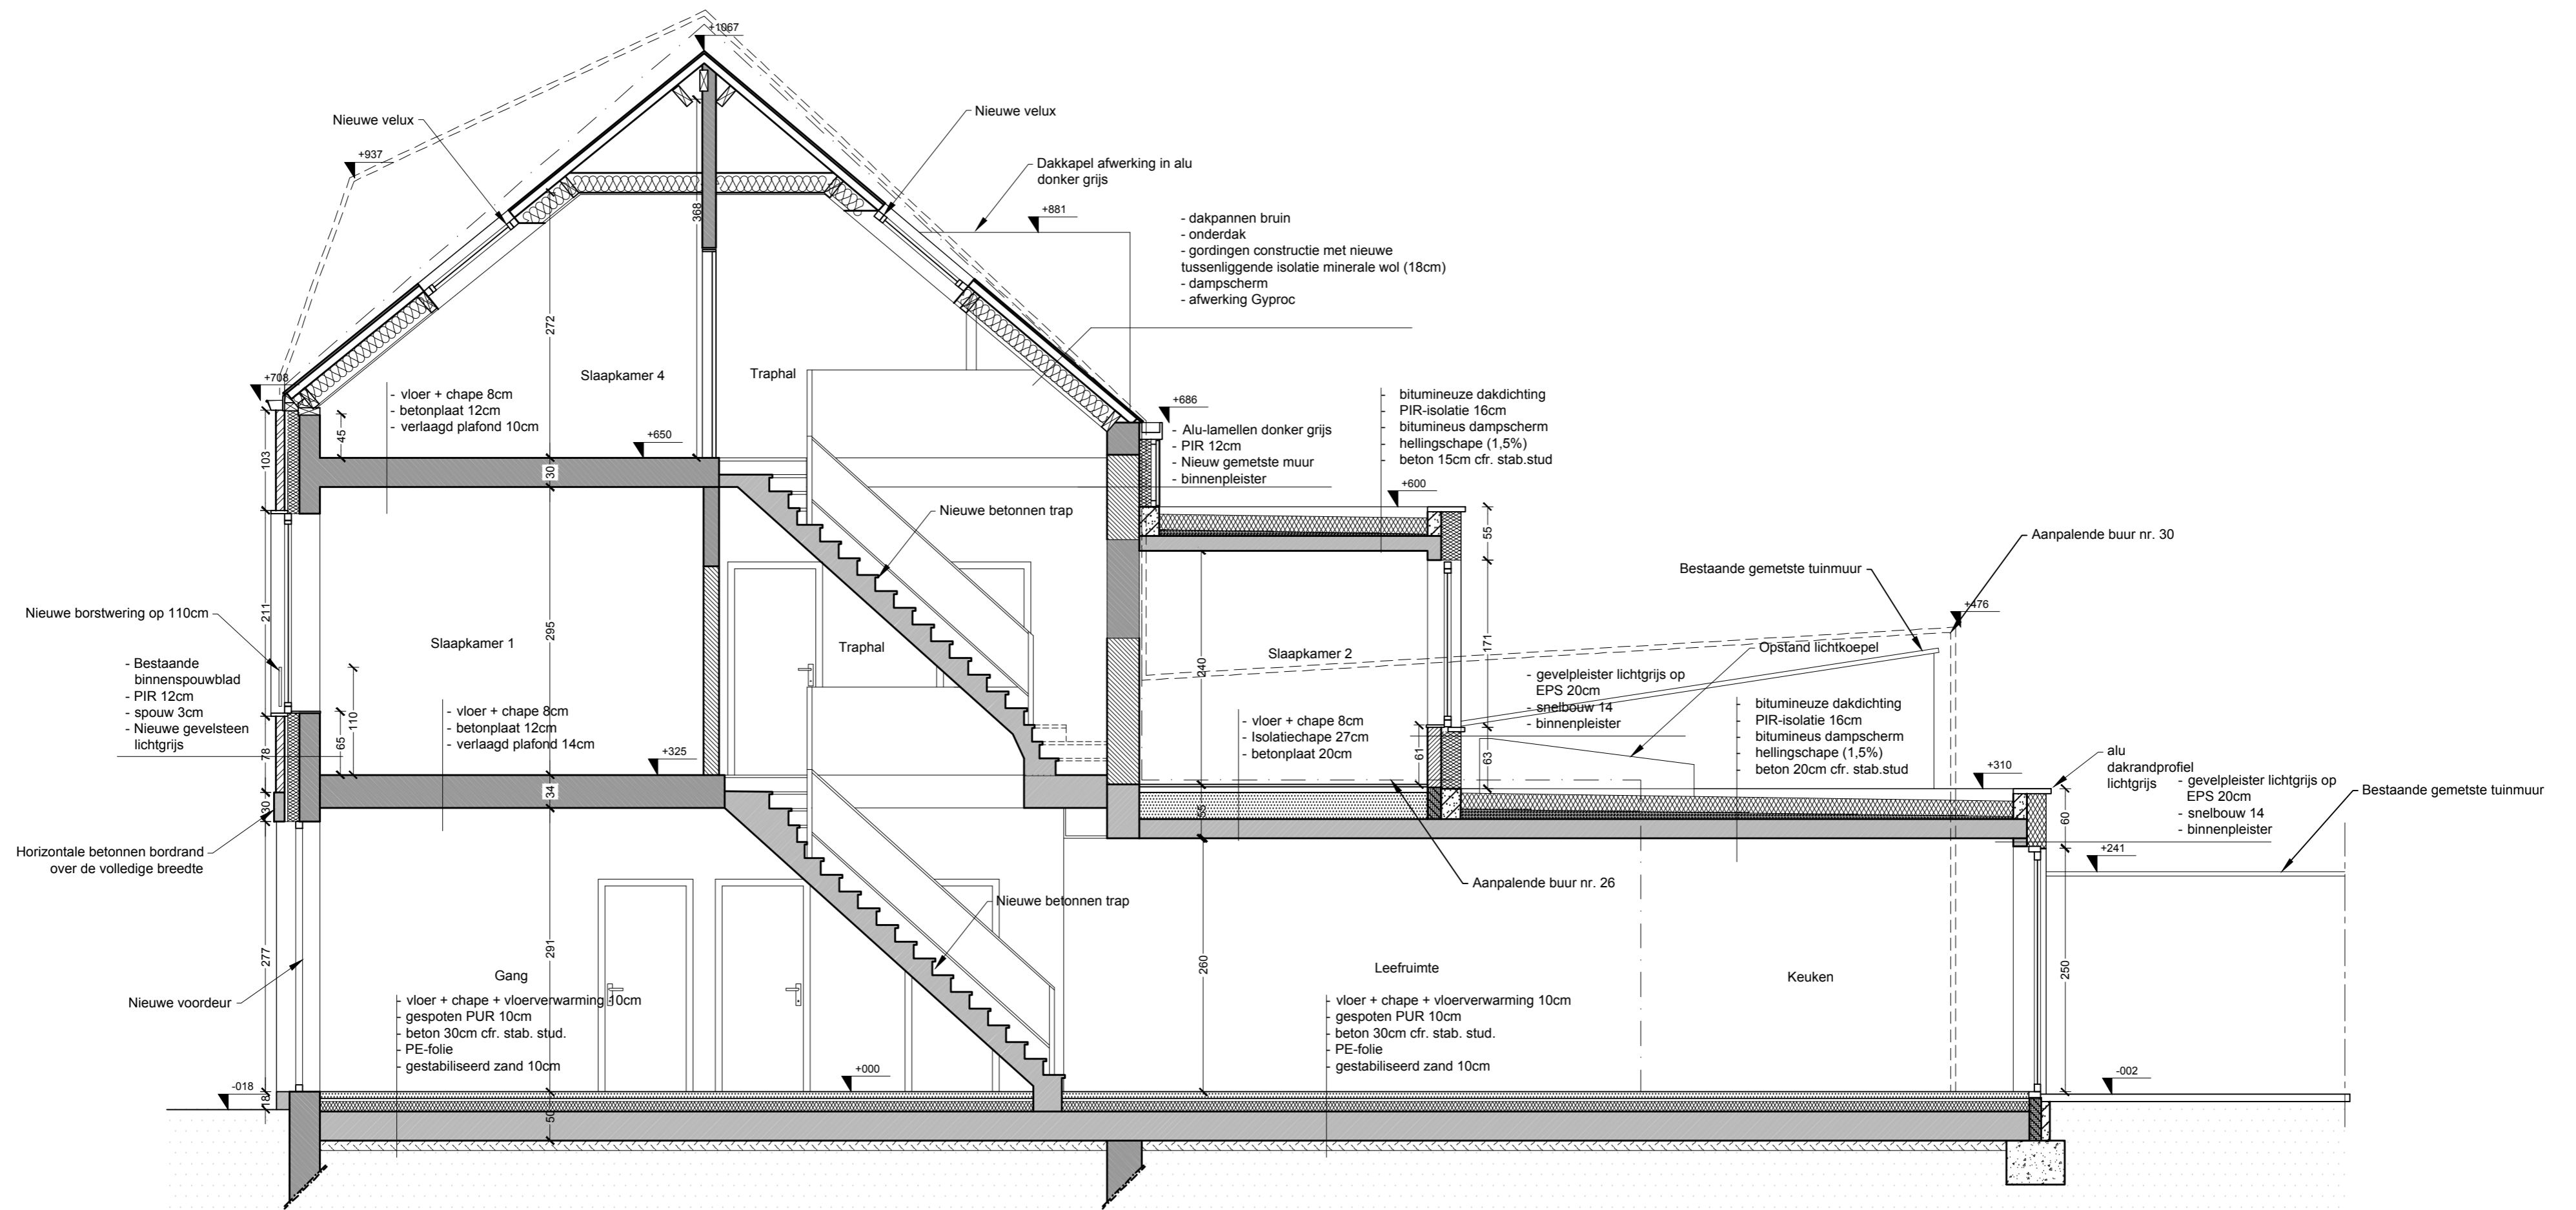 +1067
Nieuwe velux
Nieuwe velux
+937
Dakkapel afwerking in alu
donker grijs
+881
368
- dakpannen bruin
- onderdak
- gordingen constructie met nieuwe
tussenliggende isolatie minerale wol (18cm)
- dampscherm
- afwerking Gyproc
272
Slaapkamer 4
Traphal
+708
- vloer + chape 8cm
- betonplaat 12cm
- verlaagd plafond 10cm
+686
- bitumineuze dakdichting
- PIR-isolatie 16cm
- bitumineus dampscherm
- hellingschape (1,5%)
- beton 15cm cfr. stab.stud
45
+650
- Alu-lamellen donker grijs
- PIR 12cm
- Nieuw gemetste muur
- binnenpleister
103
30
+600
Nieuwe betonnen trap
55
Aanpalende buur nr. 30
Bestaande gemetste tuinmuur
+476
Nieuwe borstwering op 110cm
211
295
Slaapkamer 1
Traphal
240
Slaapkamer 2
171
Opstand lichtkoepel
- Bestaande
binnenspouwblad
- PIR 12cm
- spouw 3cm
- Nieuwe gevelsteen
lichtgrijs
110
65
78
- vloer + chape 8cm
- betonplaat 12cm
- verlaagd plafond 14cm
+325
- vloer + chape 8cm
- Isolatiechape 27cm
- betonplaat 20cm
61
63
- gevelpleister lichtgrijs op
EPS 20cm
- snelbouw 14
- binnenpleister
- bitumineuze dakdichting
- PIR-isolatie 16cm
- bitumineus dampscherm
- hellingschape (1,5%)
- beton 20cm cfr. stab.stud
+310
alu
dakrandprofiel
lichtgrijs
- gevelpleister lichtgrijs op
EPS 20cm
- snelbouw 14
- binnenpleister
Bestaande gemetste tuinmuur
34
30
55
60
Horizontale betonnen bordrand
over de volledige breedte
+241
Aanpalende buur nr. 26
Nieuwe betonnen trap
277
291
260
250
Gang
Leefruimte
Keuken
Nieuwe voordeur
- vloer + chape + vloerverwarming 10cm
- gespoten PUR 10cm
- beton 30cm cfr. stab. stud.
- PE-folie
- gestabiliseerd zand 10cm
- vloer + chape + vloerverwarming 10cm
- gespoten PUR 10cm
- beton 30cm cfr. stab. stud.
- PE-folie
- gestabiliseerd zand 10cm
+000
-018
-002
18
50